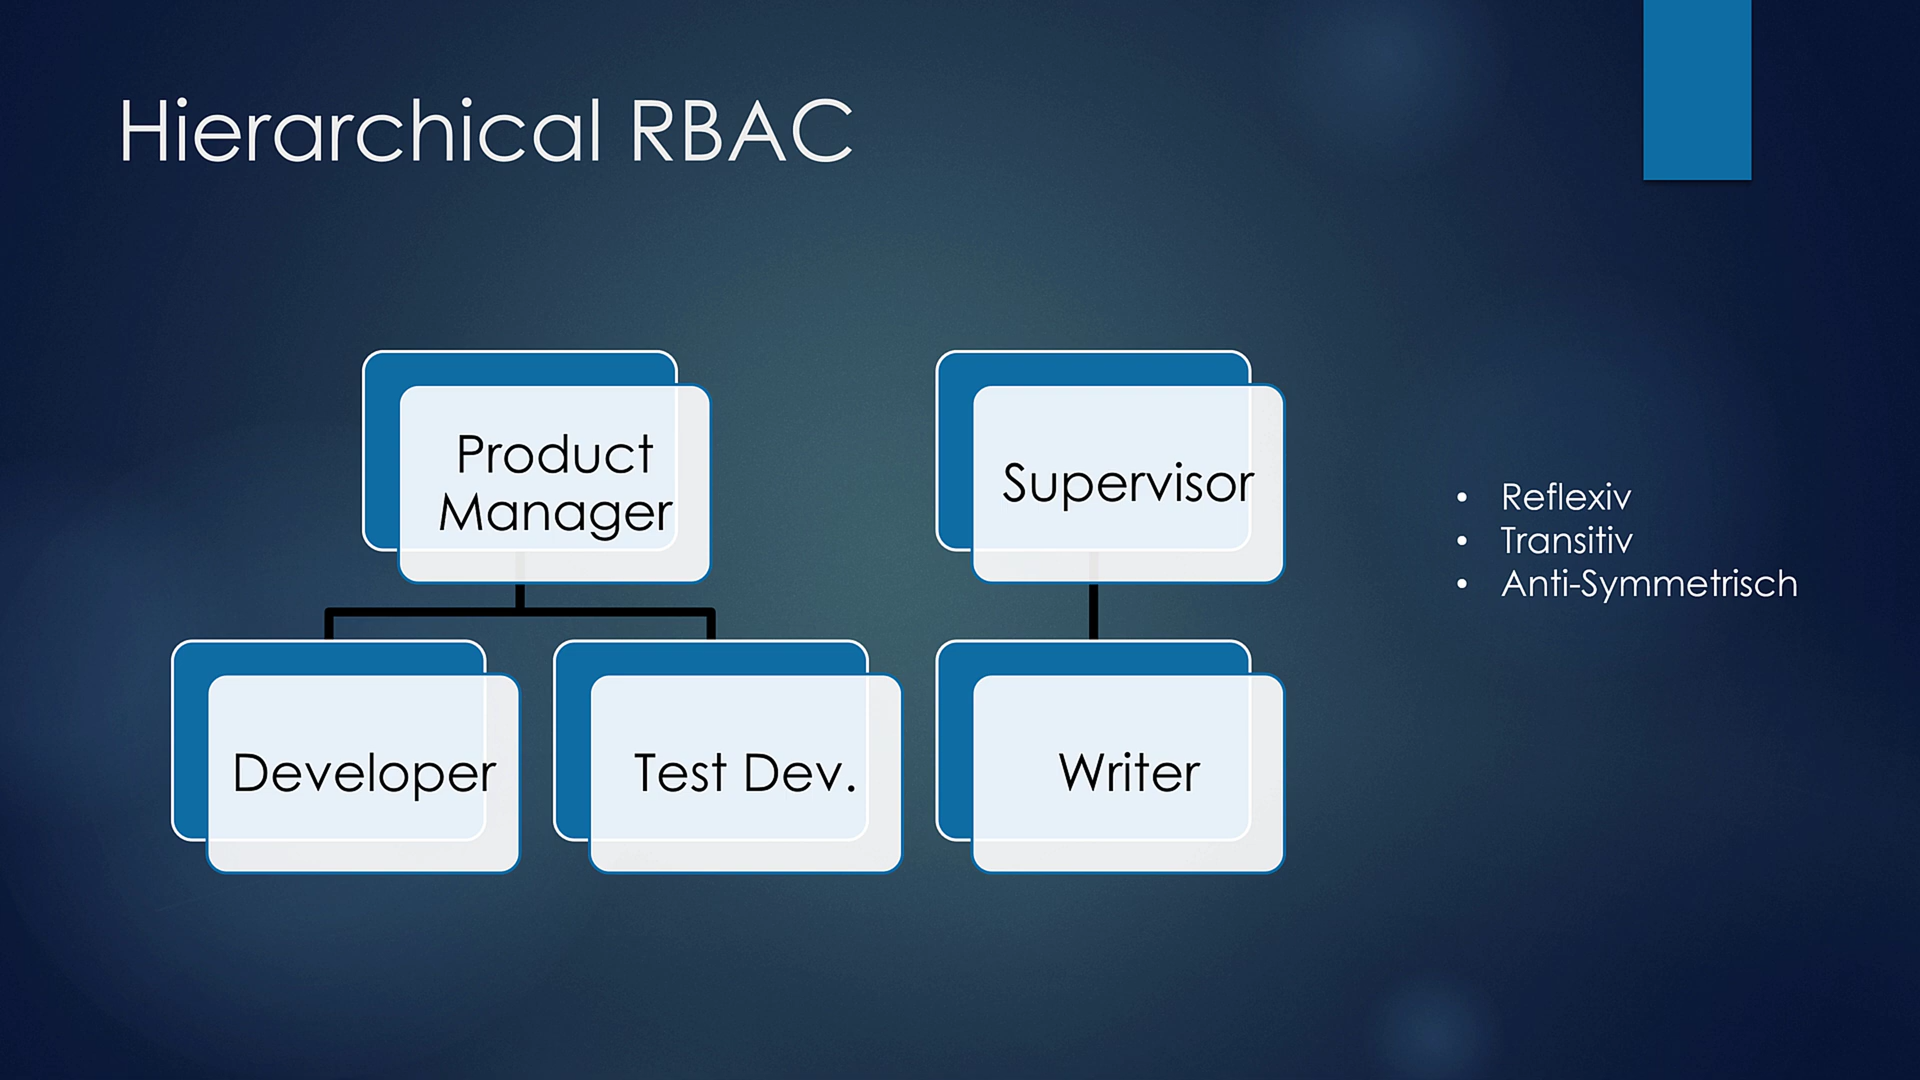 Hierarchical RBAC
Product
Manager
Supervisor
Developer
Test Dev.
Writer
• Reflexiv
• Transitiv
• Anti-Symmetrisch